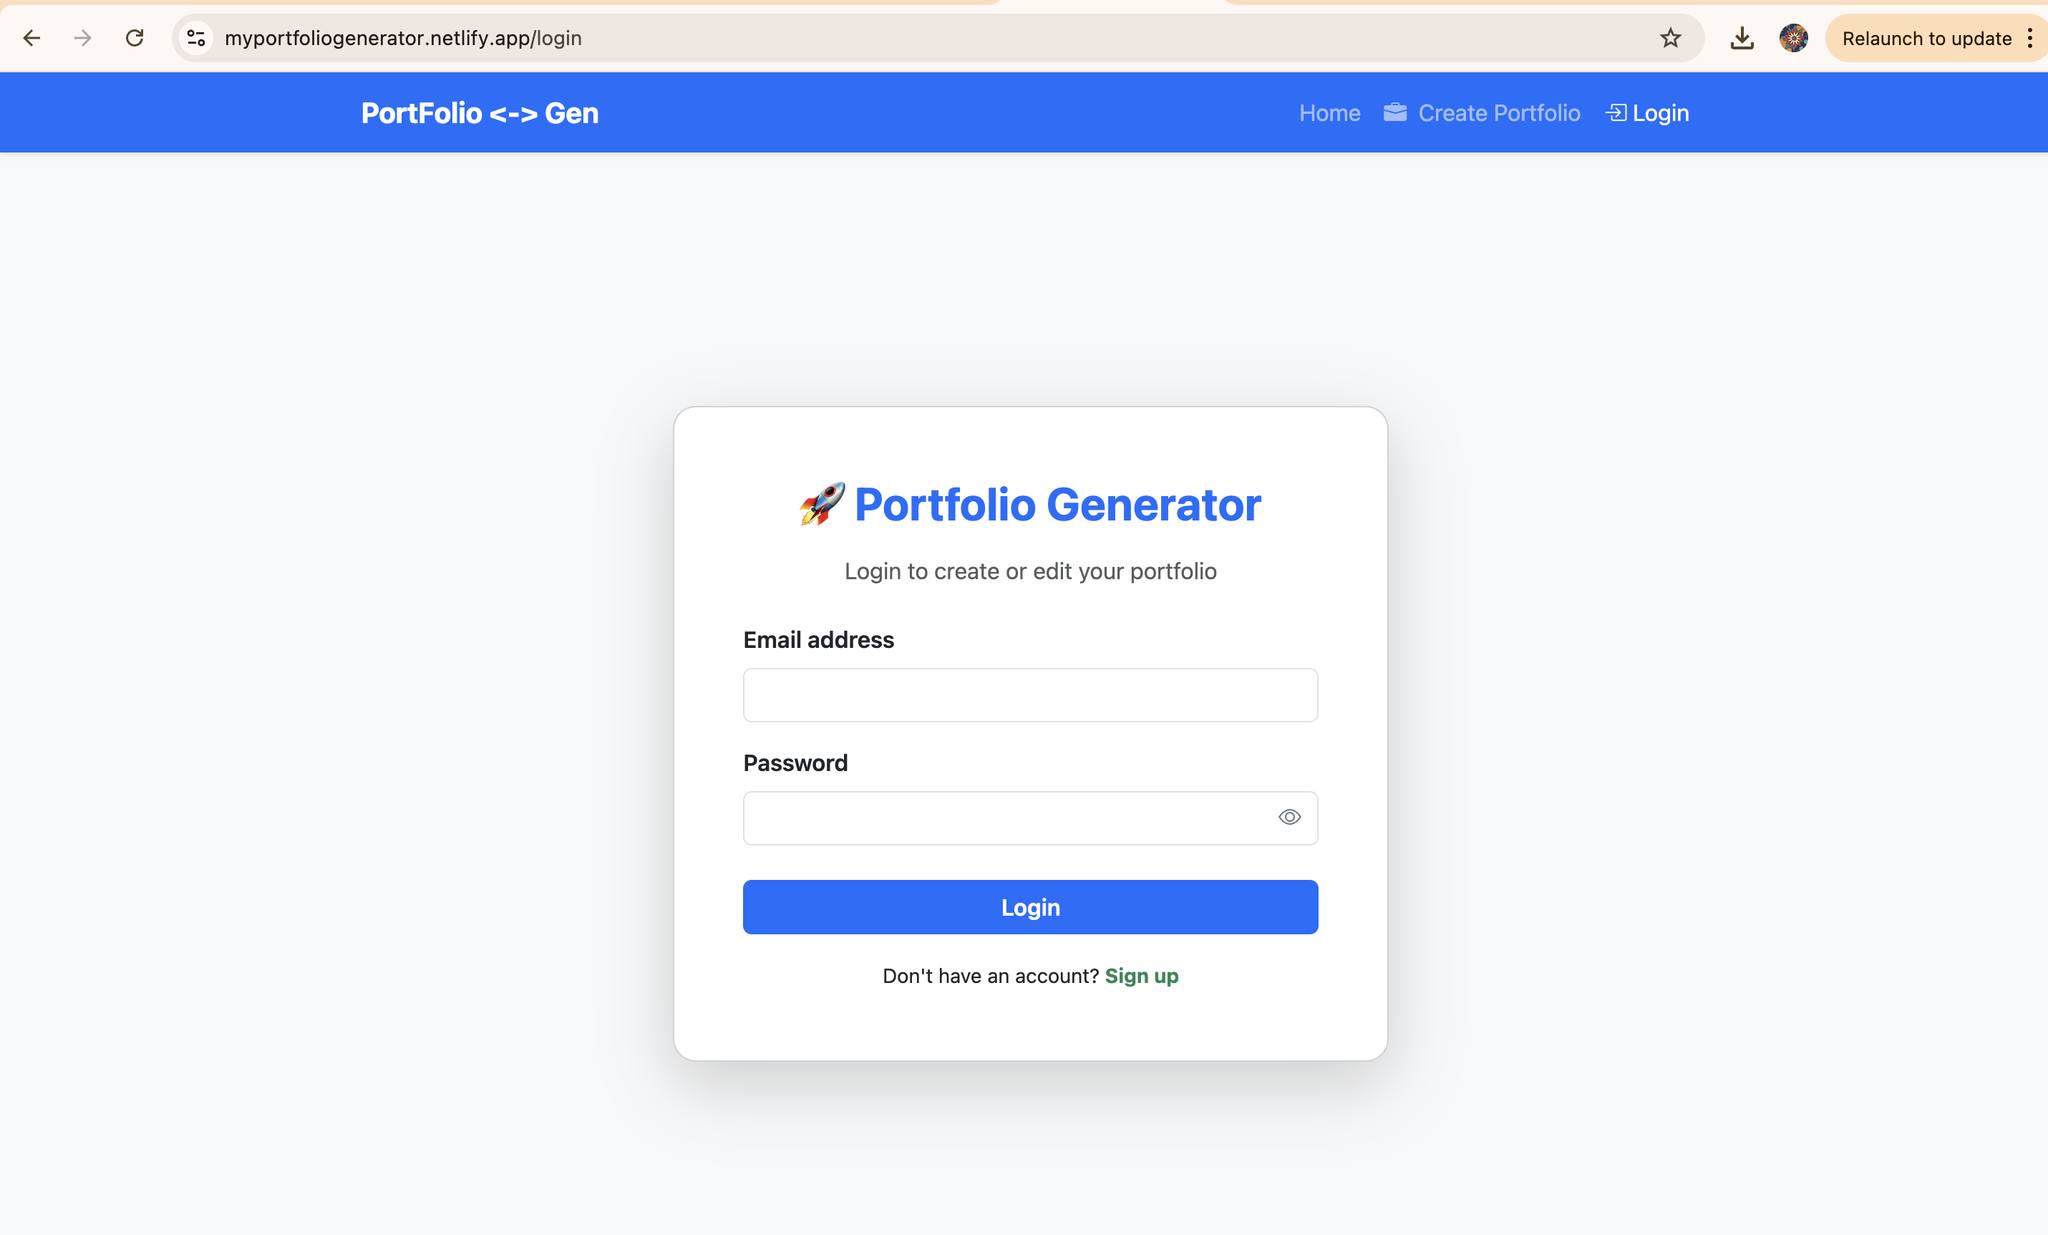 myportfoliogenerator.netlify.app/login
Relaunch to update
PortFolio <-> Gen
Home
Create Portfolio
Login
Portfolio Generator
Login to create or edit your portfolio
Email address
Password
Login
Don't have an account? Sign up